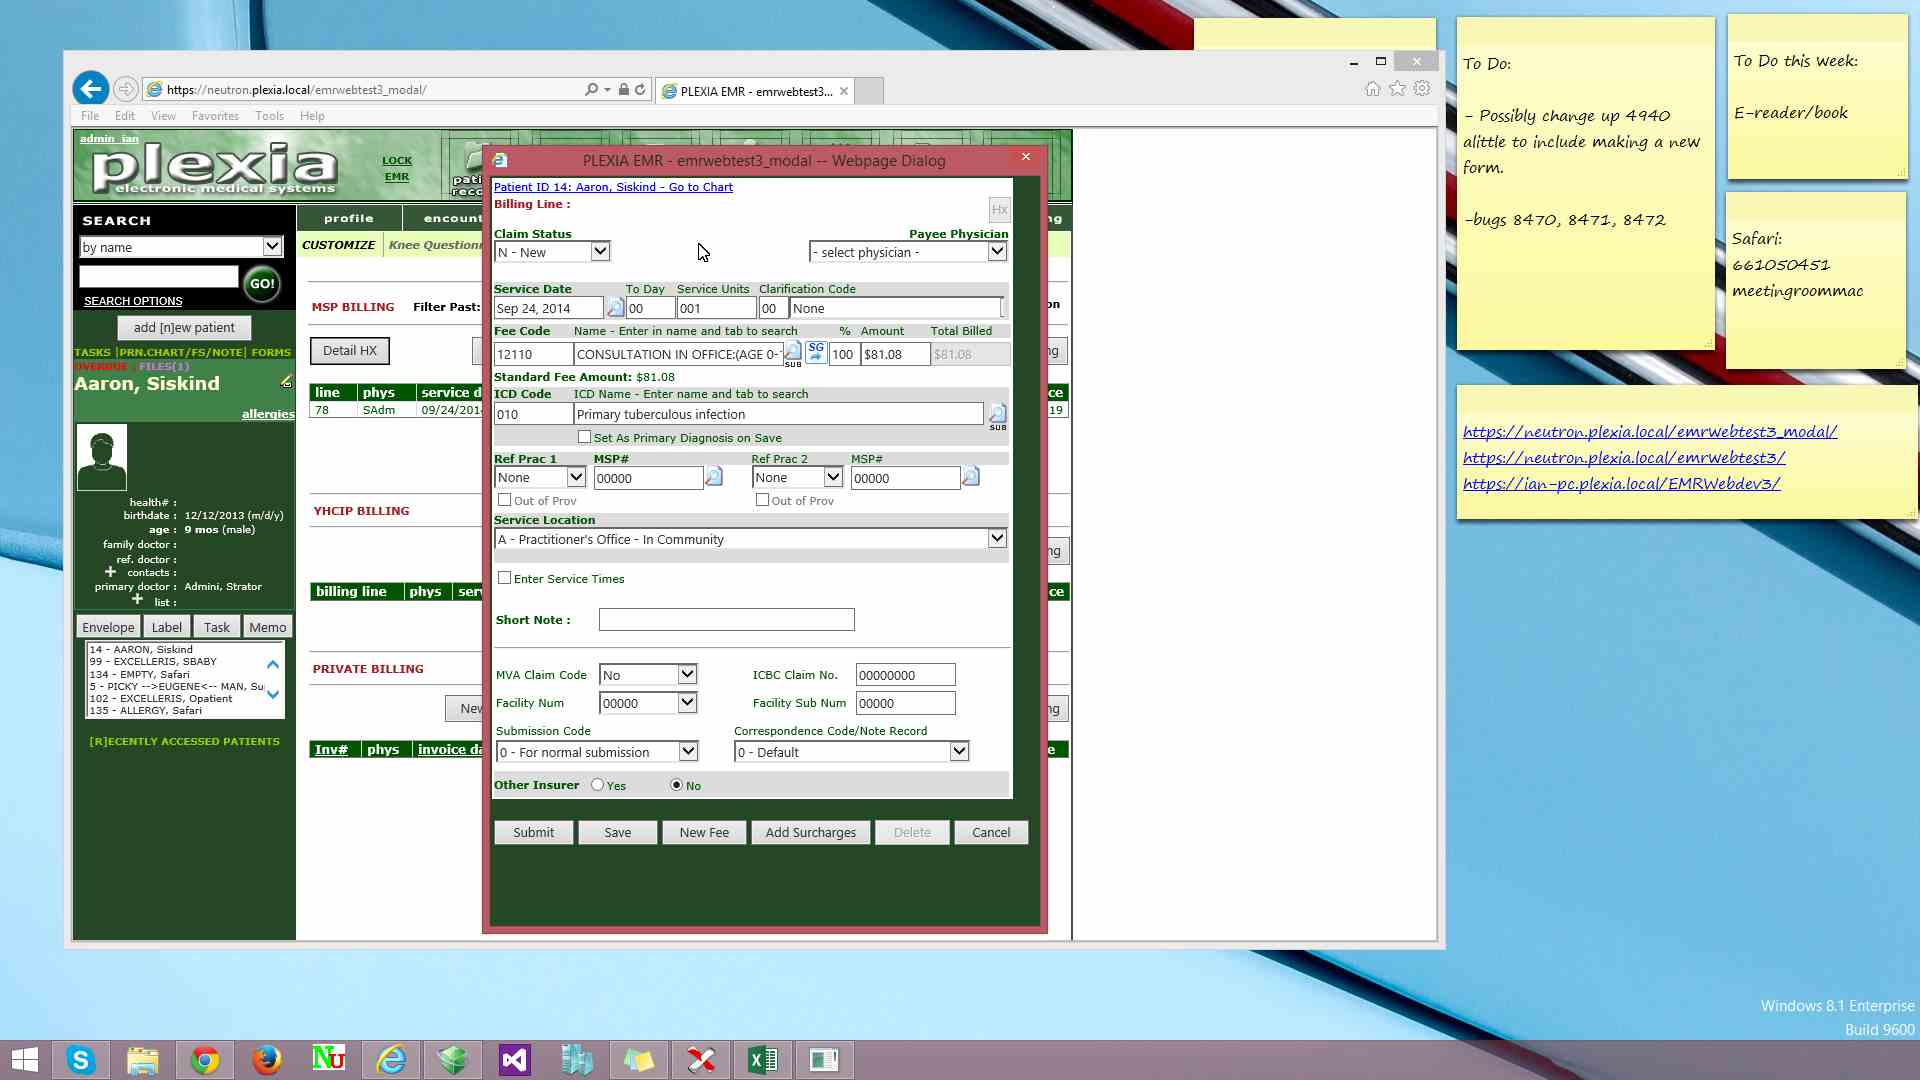 https://neutron.plexia.local/emrwebtest3_modal/
PLEXIA EMR - emrwebtest3...
File Edit View Favorites Tools Help
admin ian
plexia
electronic medical systems
LOCK
EMR
SEARCH
by name
GO!
SEARCH OPTIONS
add [n]ew patient
TASKS |PRN.CHART/FS/NOTE| FORMS
OVERDUE | FILES(1)
Aaron, Siskind
allergies
health# :
birthdate : 12/12/2013 (m/d/y)
age : 9 mos (male)
family doctor :
ref. doctor :
contacts :
primary doctor : Admini, Strator
list :
Envelope Label Task Memo
14 - AARON, Siskind
99 - EXCELLERIS, SBABY
134 - EMPTY, Safari
5 - PICKY -->EUGENE<-- MAN, Su
102 - EXCELLERIS, Opatient
135 - ALLERGY, Safari
[R]ECENTLY ACCESSED PATIENTS
profile encount
CUSTOMIZE Knee Question
MSP BILLING Filter Past:
Detail HX
line phys service d
78 SAdm 09/24/201
19
YHCIP BILLING
billing line phys serv
PRIVATE BILLING
New
Inv# phys invoice da
PLEXIA EMR - emrwebtest3_modal -- Webpage Dialog
Patient ID 14: Aaron, Siskind - Go to Chart
Billing Line :
Hx
Claim Status Payee Physician
N - New - select physician -
Service Date To Day Service Units Clarification Code
Sep 24, 2014 00 001 00 None
Fee Code Name - Enter in name and tab to search % Amount Total Billed
12110 CONSULTATION IN OFFICE:(AGE 0- SUB SG 100 $81.08 $81.08
Standard Fee Amount: $81.08
ICD Code ICD Name - Enter name and tab to search
010 Primary tuberculous infection SUB
Set As Primary Diagnosis on Save
Ref Prac 1 MSP# Ref Prac 2 MSP#
None 00000 None 00000
Out of Prov Out of Prov
Service Location
A - Practitioner's Office - In Community
Enter Service Times
Short Note :
MVA Claim Code No ICBC Claim No. 00000000
Facility Num 00000 Facility Sub Num 00000
Submission Code Correspondence Code/Note Record
0 - For normal submission 0 - Default
Other Insurer Yes No
Submit Save New Fee Add Surcharges Delete Cancel
To Do:
- Possibly change up 4940
alittle to include making a new
form.
-bugs 8470, 8471, 8472
To Do this week:
E-reader/book
Safari:
661050451
meetingroommac
https://neutron.plexia.local/emrwebtest3_modal/
https://neutron.plexia.local/emrwebtest3/
https://ian-pc.plexia.local/EMRWebdev3/
Windows 8.1 Enterprise
Build 9600